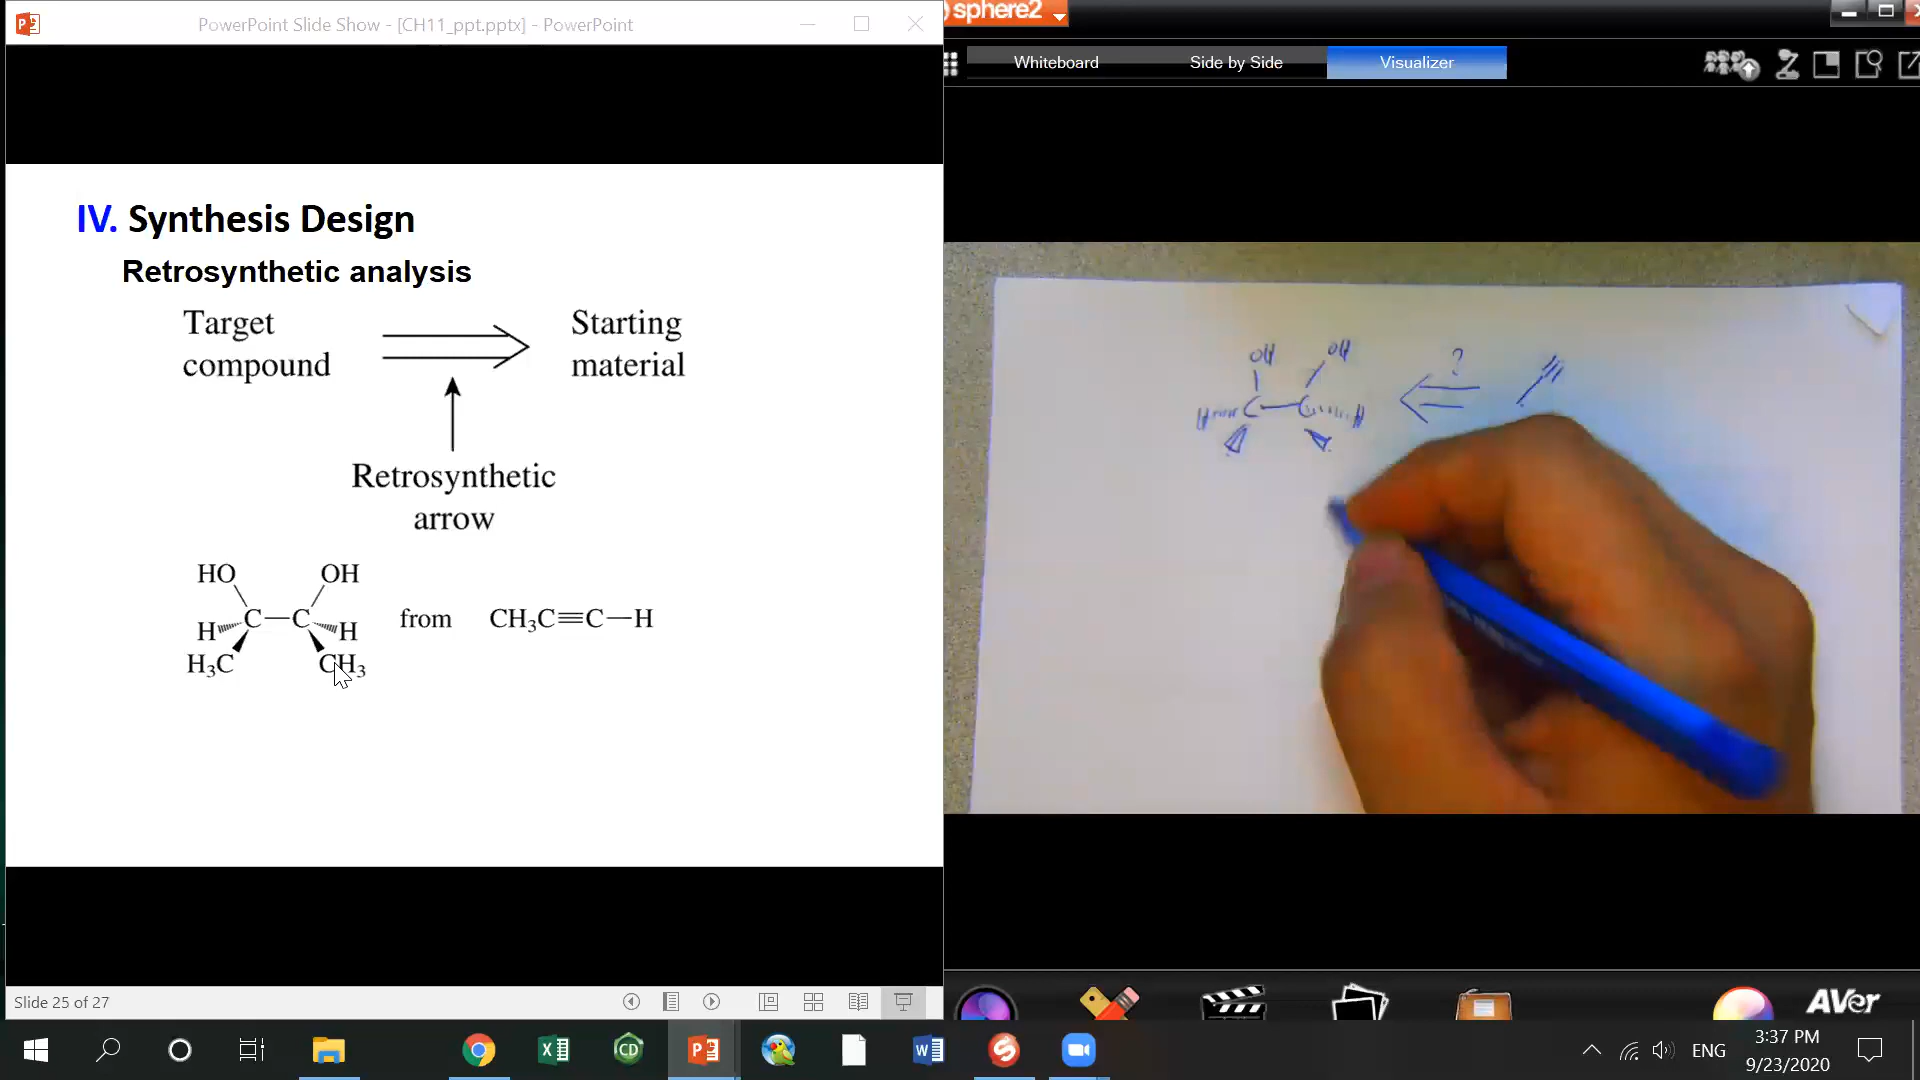 PowerPoint Slide Show - [CH11_ppt.pptx] - PowerPoint
sphere2
Whiteboard
Side by Side
Visualizer
IV. Synthesis Design
Retrosynthetic analysis
Target
compound
Starting
material
Retrosynthetic
arrow
HO OH
H C—C H
H₃C CH₃
from
CH₃C≡C—H
OH OH
?
H C—C H
Slide 25 of 27
AVer
ENG
3:37 PM
9/23/2020